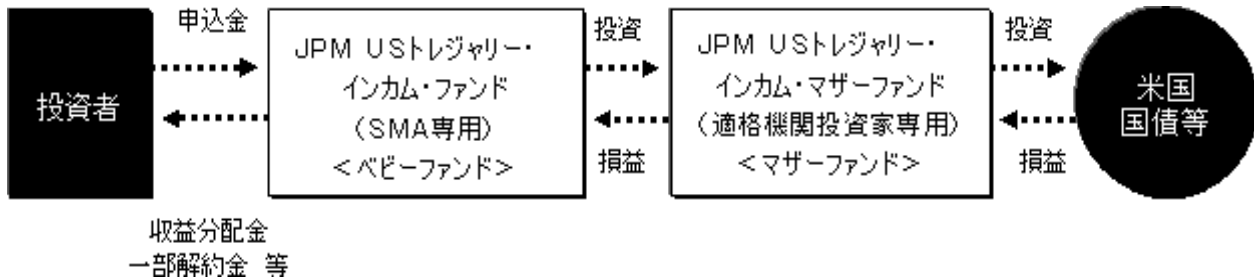 投資者
申込金
収益分配金
一部解約金 等
JPM USトレジャリー・
インカム・ファンド
(SMA専用)
<ベビーファンド>
投資
損益
JPM USトレジャリー・
インカム・マザーファンド
(適格機関投資家専用)
<マザーファンド>
投資
損益
米国
国債等